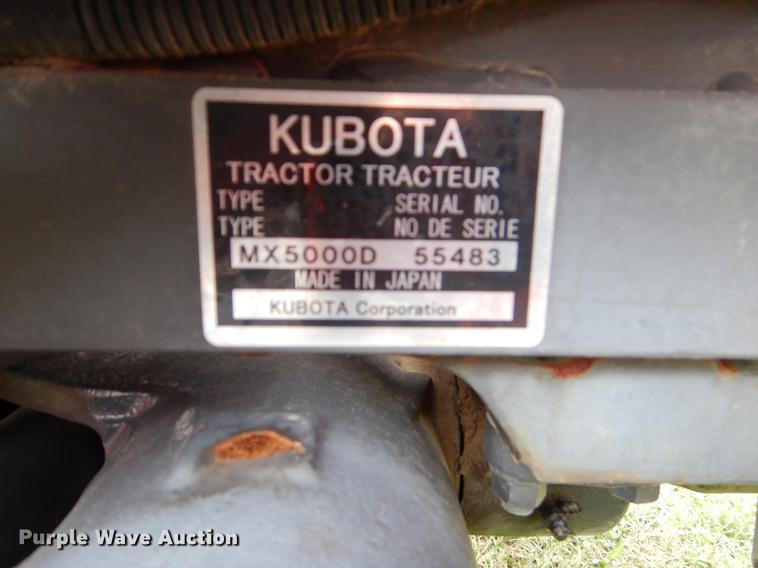 KUBOTA
TRACTOR TRACTEUR
TYPE SERIAL NO.
TYPE NO DE SERIE
MX5000D 55483
MADE IN JAPAN
KUBOTA Corporation
Purple Wave Auction